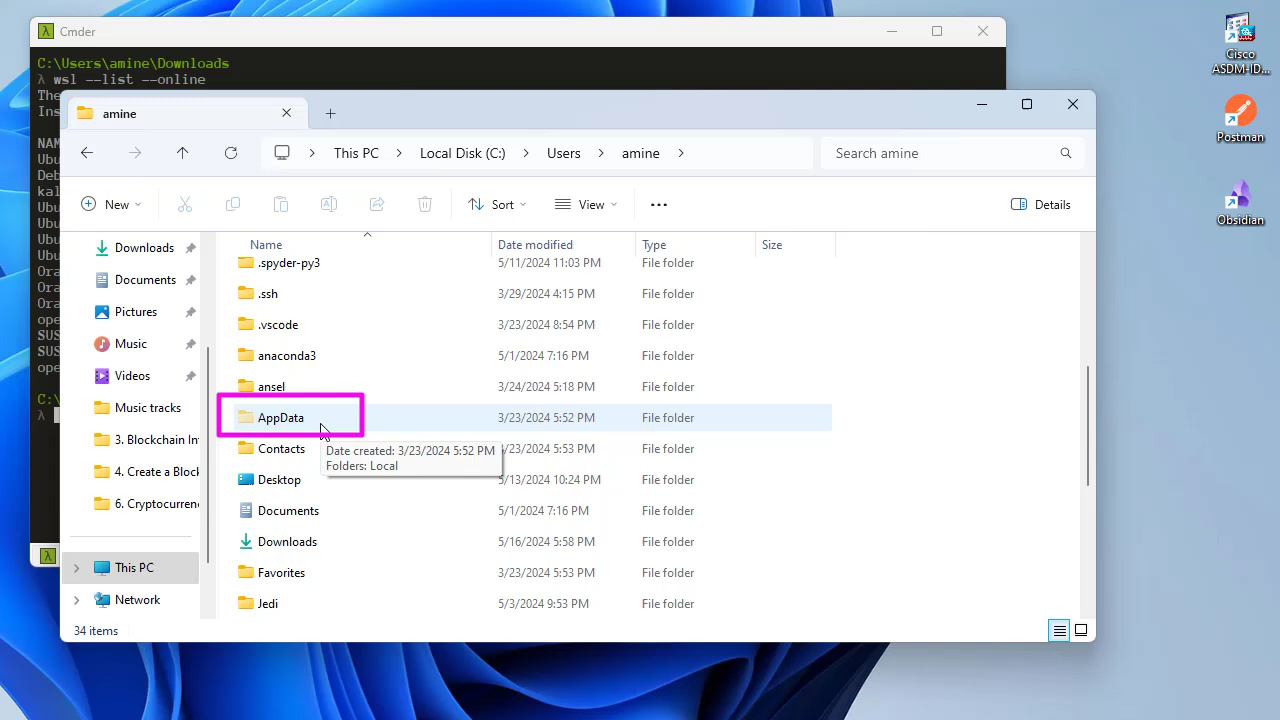 Cmder
C:\Users\amine\Downloads
λ wsl --list --online
The
Ins
NAM
Ubu
Deb
kal
Ubu
Ubu
Ubu
Ubu
Ora
Ora
Ora
ope
SUS
SUS
ope
C:\
λ
amine
This PC
Local Disk (C:)
Users
amine
Search amine
New
Sort
View
Details
Name
Date modified
Type
Size
.spyder-py3
5/11/2024 11:03 PM
File folder
.ssh
3/29/2024 4:15 PM
File folder
.vscode
3/23/2024 8:54 PM
File folder
anaconda3
5/1/2024 7:16 PM
File folder
ansel
3/24/2024 5:18 PM
File folder
AppData
3/23/2024 5:52 PM
File folder
Contacts
/23/2024 5:53 PM
File folder
Date created: 3/23/2024 5:52 PM
Folders: Local
Desktop
5/13/2024 10:24 PM
File folder
Documents
5/1/2024 7:16 PM
File folder
Downloads
5/16/2024 5:58 PM
File folder
Favorites
3/23/2024 5:53 PM
File folder
Jedi
5/3/2024 9:53 PM
File folder
Downloads
Documents
Pictures
Music
Videos
Music tracks
3. Blockchain In
4. Create a Block
6. Cryptocurren
This PC
Network
34 items
Cisco
ASDM-ID...
Postman
Obsidian